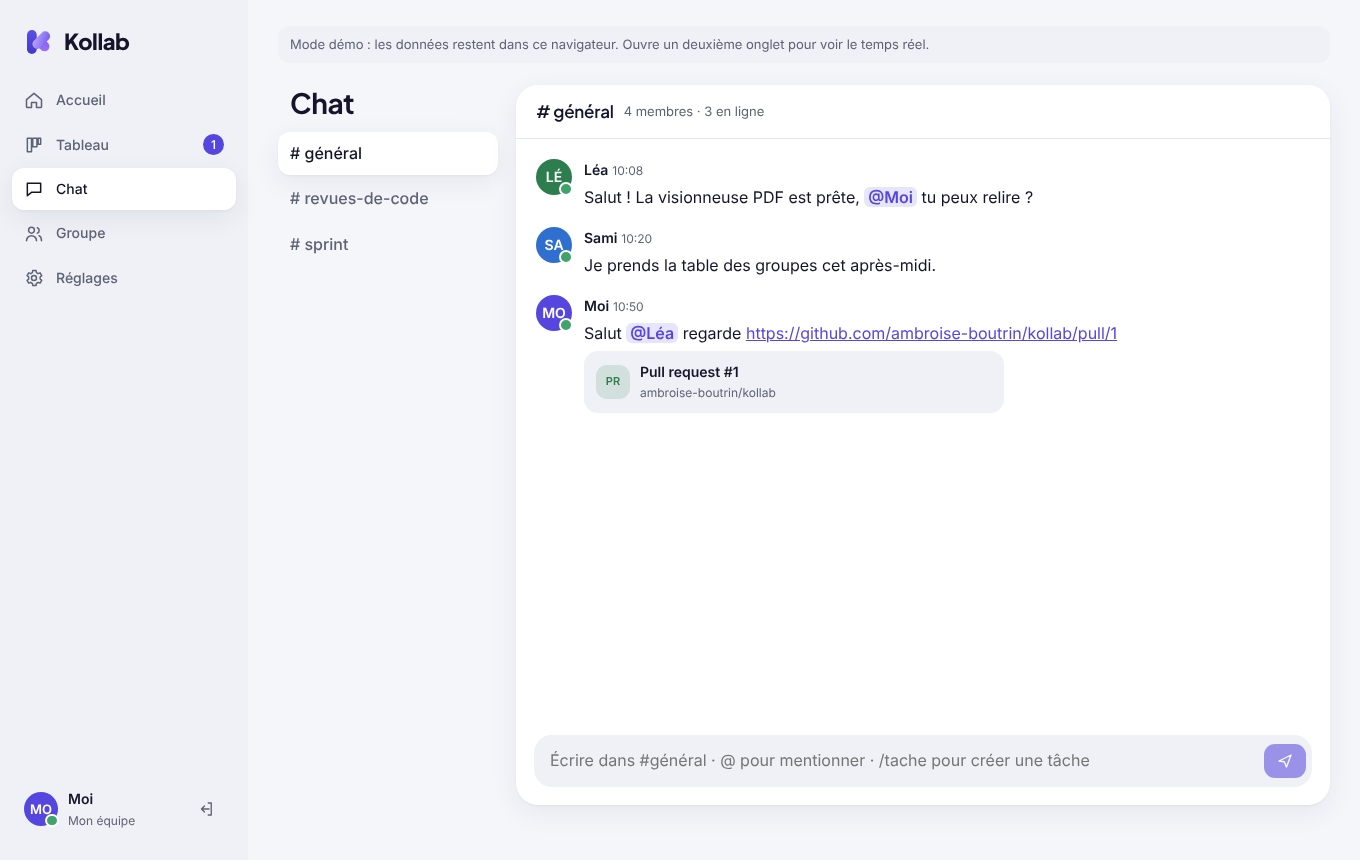 Kollab
Accueil
Tableau 1
Chat
Groupe
Réglages
MO Moi
Mon équipe
Mode démo : les données restent dans ce navigateur. Ouvre un deuxième onglet pour voir le temps réel.
Chat
# général
# revues-de-code
# sprint
# général 4 membres · 3 en ligne
LÉ Léa 10:08
Salut ! La visionneuse PDF est prête, @Moi tu peux relire ?
SA Sami 10:20
Je prends la table des groupes cet après-midi.
MO Moi 10:50
Salut @Léa regarde https://github.com/ambroise-boutrin/kollab/pull/1
PR Pull request #1
ambroise-boutrin/kollab
Écrire dans #général · @ pour mentionner · /tache pour créer une tâche